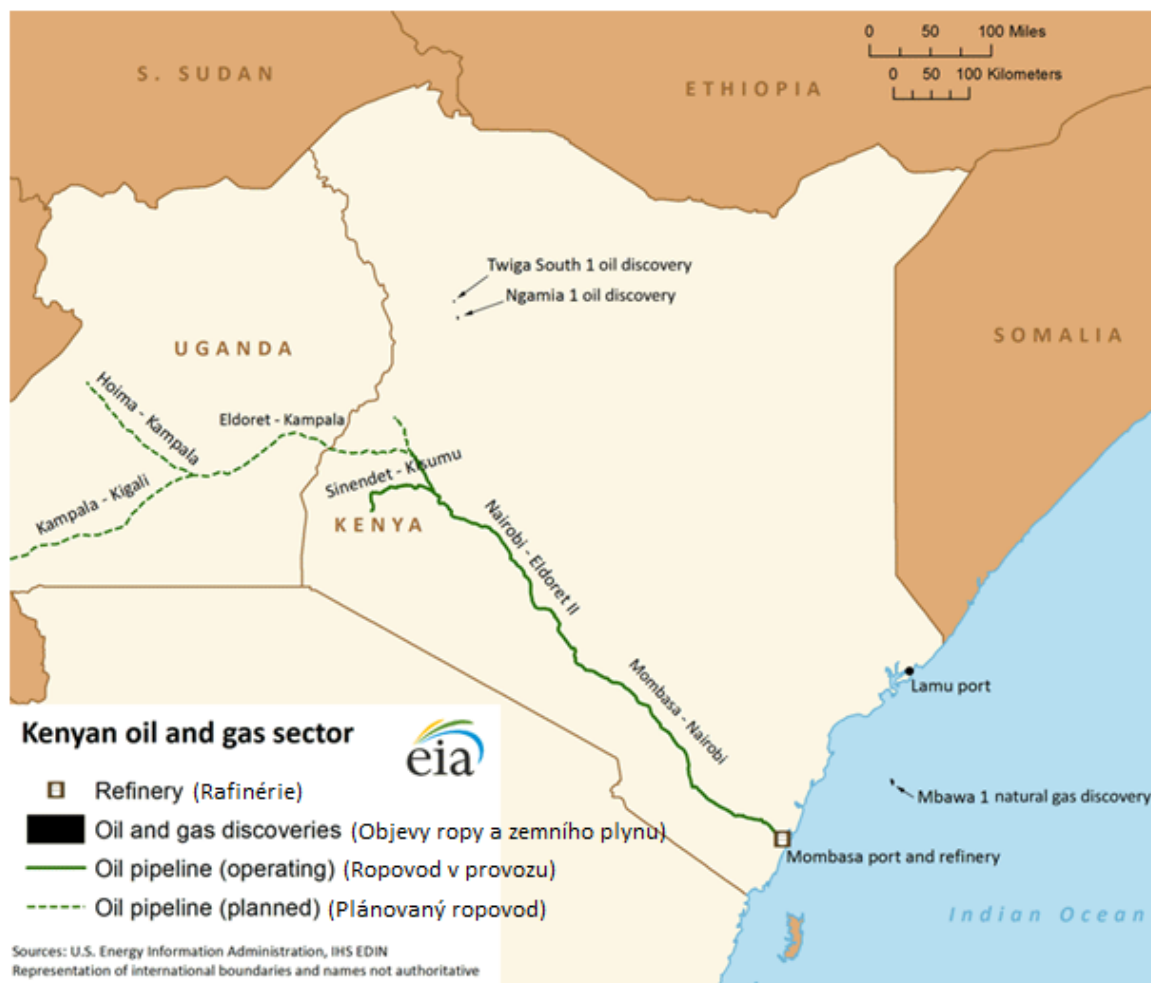 0 50 100 Miles
0 50 100 Kilometers
S. SUDAN
ETHIOPIA
Twiga South 1 oil discovery
Ngamia 1 oil discovery
SOMALIA
UGANDA
Hoima - Kampala
Eldoret - Kampala
Sinendet - Kisumu
Kampala - Kigali
KENYA
Nairobi - Eldoret II
Mombasa - Nairobi
Lamu port
Mbawa 1 natural gas discovery
Mombasa port and refinery
Indian Ocean
Kenyan oil and gas sector
eia
Refinery (Rafinérie)
Oil and gas discoveries (Objevy ropy a zemního plynu)
Oil pipeline (operating) (Ropovod v provozu)
Oil pipeline (planned) (Plánovaný ropovod)
Sources: U.S. Energy Information Administration, IHS EDIN
Representation of international boundaries and names not authoritative